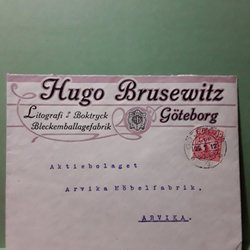 Hugo Brusewitz
Litografi & Boktryck
Göteborg
Bleckemballagefabrik
Aktiebolaget
Arvika Möbelfabrik,
ARVIKA.